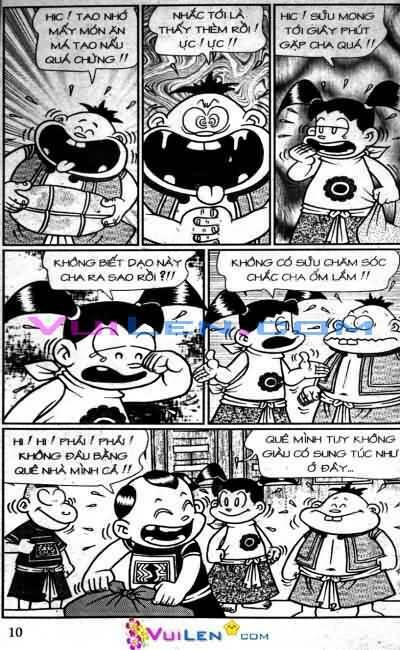 HIC! TAO NHỚ
MẤY MÓN ĂN
MÁ TAO NẤU
QUÁ CHỪNG!!
NHẮC TỚI LÀ
THẤY THÈM RỒI!
ỰC! ỰC!!
HIC! SỬU MONG
TỚI GIÂY PHÚT
GẶP CHA QUÁ!!
KHÔNG BIẾT DẠO NÀY
CHA RA SAO RỒI?!!
KHÔNG CÓ SỬU CHĂM SÓC
CHẮC CHA ỐM LẮM!!
VUILEN.COM
HI! HI! PHẢI! PHẢI!
KHÔNG ĐÂU BẰNG
QUÊ NHÀ MÌNH CẢ!!
QUÊ MÌNH TUY KHÔNG
GIÀU CÓ SUNG TÚC NHƯ
Ở ĐÂY...
10
VUILEN.COM